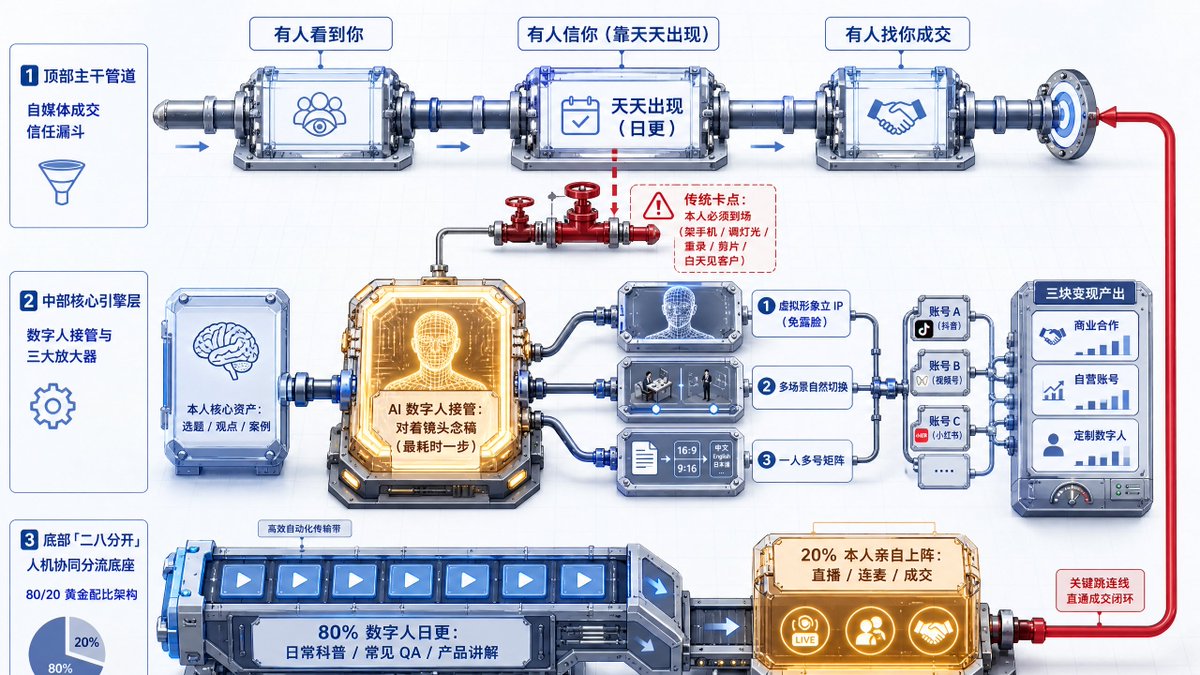 有人看到你
有人信你（靠天天出现）
有人找你成交
1 顶部主干管道
自媒体成交
信任漏斗
天天出现
（日更）
传统卡点：
本人必须到场
（架手机 / 调灯光 /
重录 / 剪片 /
白天见客户）
2 中部核心引擎层
数字人接管与
三大放大器
本人核心资产：
选题 / 观点 / 案例
AI 数字人接管：
对着镜头念稿
（最耗时一步）
1 虚拟形象立 IP
（免露脸）
2 多场景自然切换
16:9
9:16
中文
English
日本語
...
3 一人多号矩阵
账号 A
（抖音）
账号 B
（视频号）
账号 C
（小红书）
....
三块变现产出
商业合作
自营账号
定制数字人
3 底部「二八分开」
人机协同分流底座
80/20 黄金配比架构
20%
80%
高效自动化传输带
80% 数字人日更：
日常科普 / 常见 QA / 产品讲解
20% 本人亲自上阵：
直播 / 连麦 / 成交
LIVE
关键跳连线
直通成交闭环